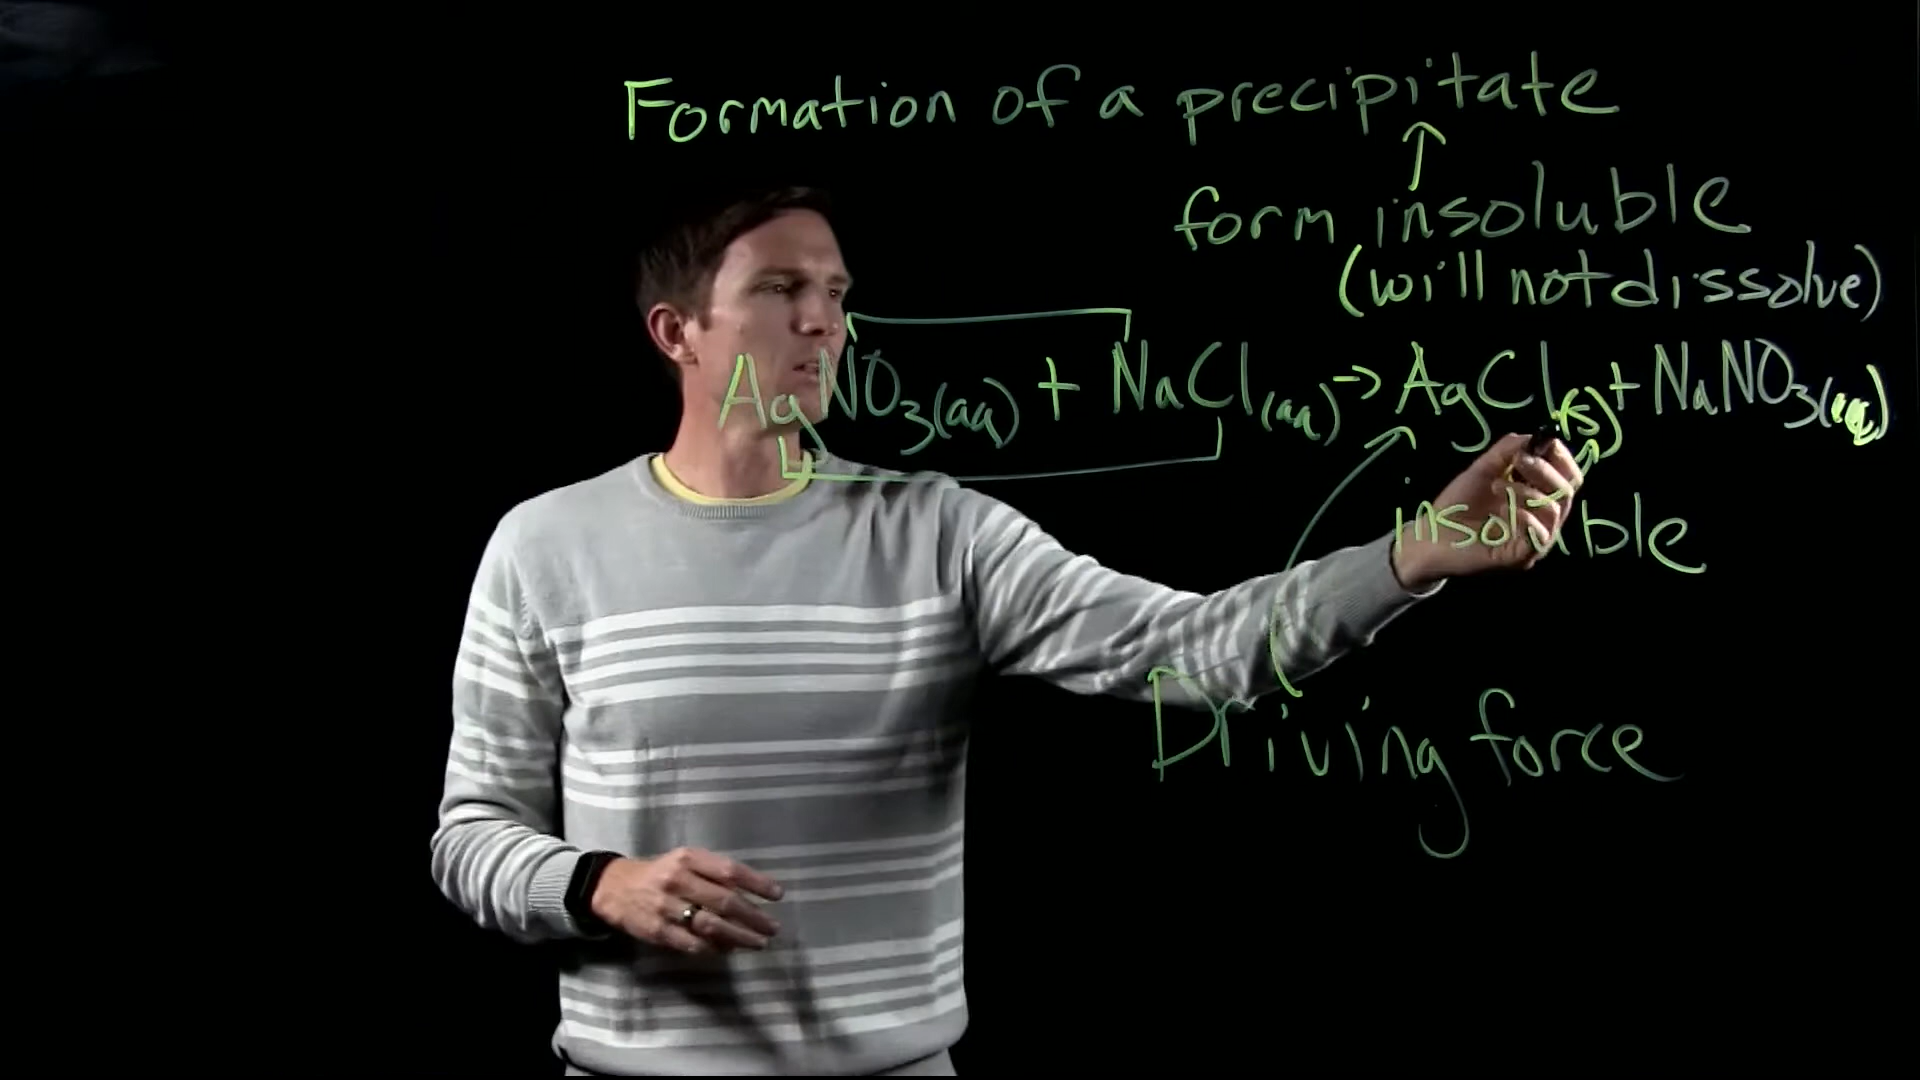 Formation of a precipitate
form insoluble
(will not dissolve)
AgNO3(aq) + NaCl(aq) → AgCl(s) + NaNO3(aq)
insoluble
Driving force